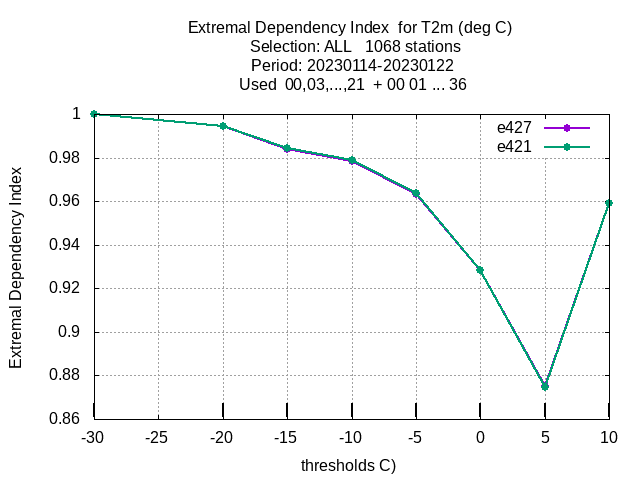 Extremal Dependency Index  for T2m (deg C)
Selection: ALL   1068 stations
Period: 20230114-20230122
Used  00,03,...,21  + 00 01 ... 36
e427
e421
1
0.98
0.96
0.94
0.92
0.9
0.88
0.86
Extremal Dependency Index
-30
-25
-20
-15
-10
-5
0
5
10
thresholds C)